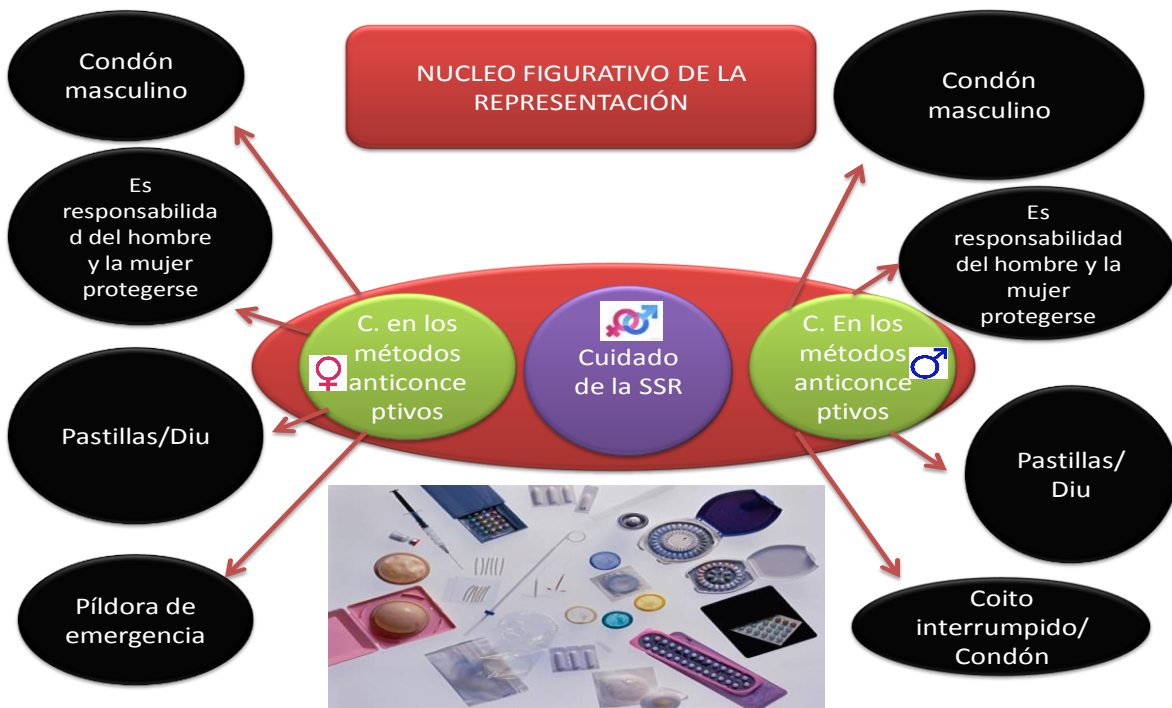 NUCLEO FIGURATIVO DE LA
REPRESENTACIÓN
Condón
masculino
Es
responsabilida
d del hombre
y la mujer
protegerse
Pastillas/Diu
Píldora de
emergencia
C. en los
métodos
anticonce
ptivos
Cuidado
de la SSR
C. En los
métodos
anticonce
ptivos
Condón
masculino
Es
responsabilidad
del hombre y la
mujer
protegerse
Pastillas/
Diu
Coito
interrumpido/
Condón